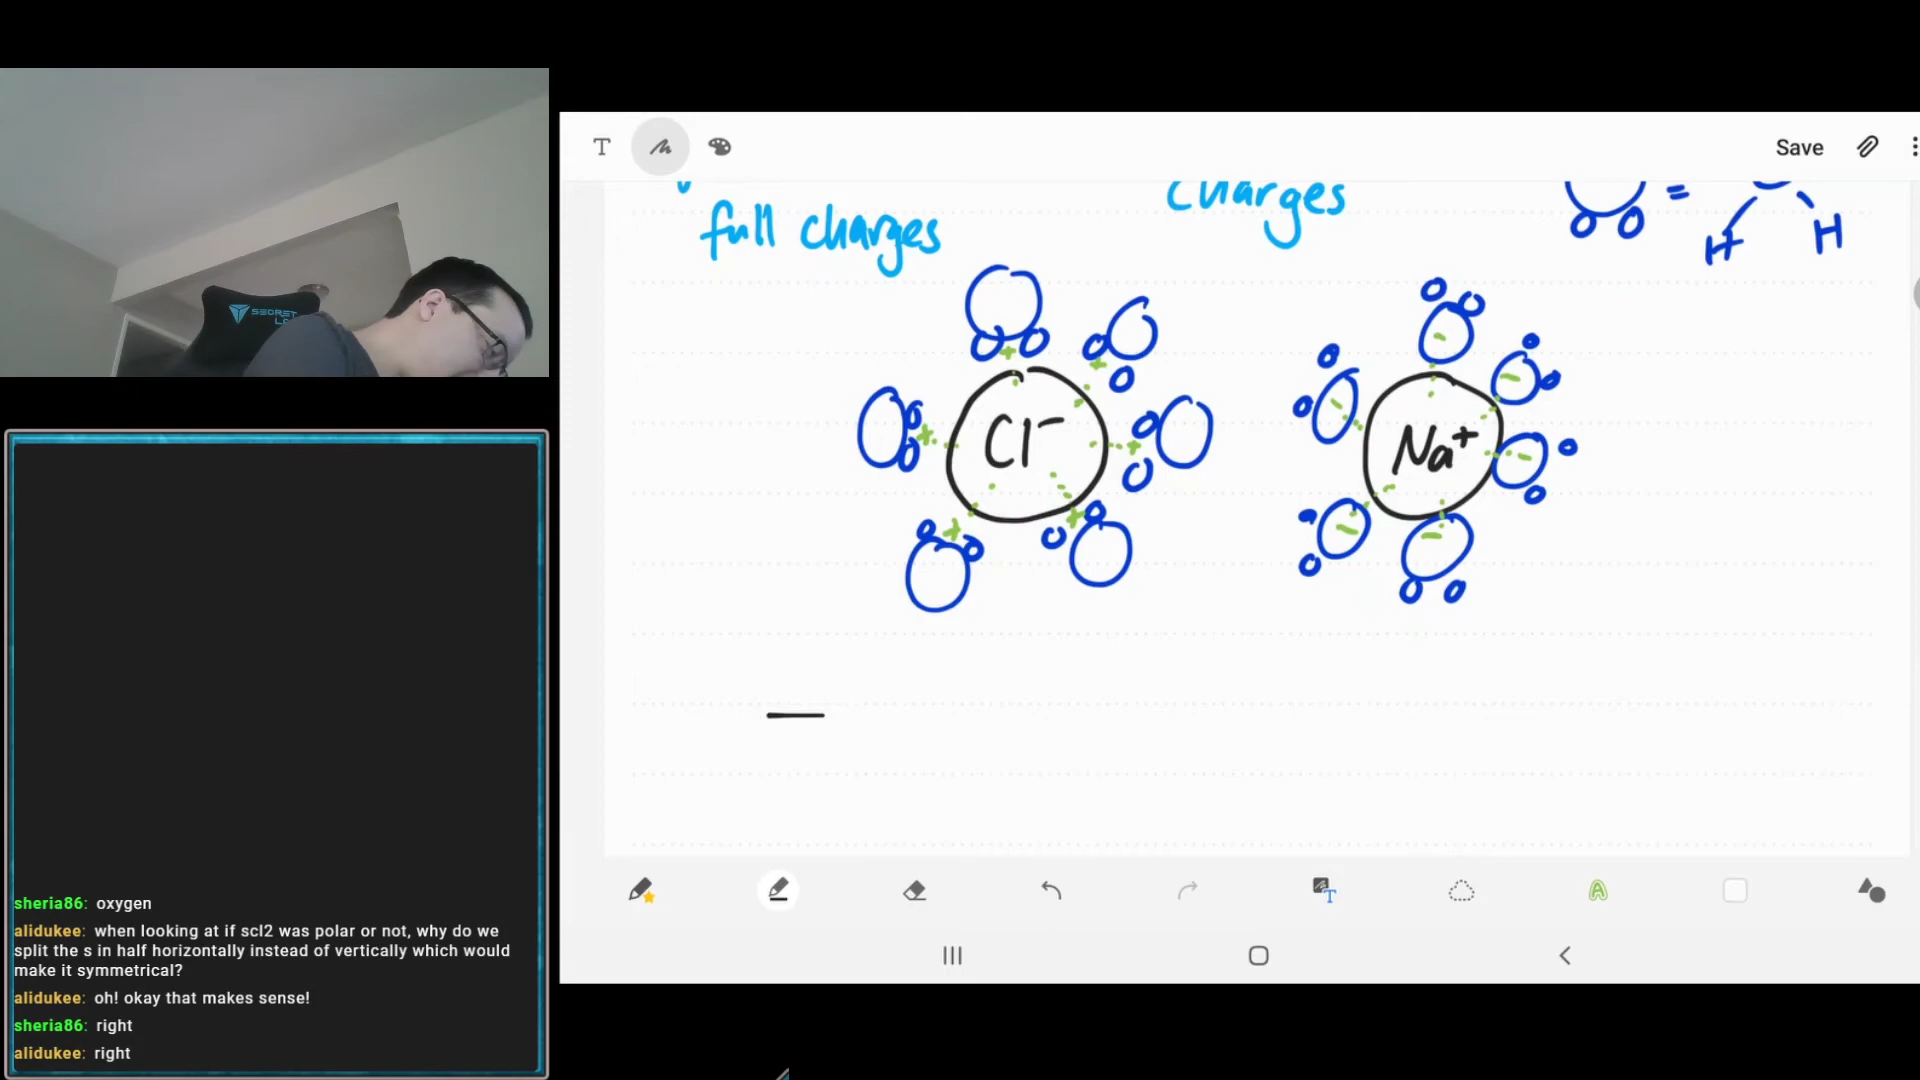 T
Save
full charges
charges
=
H
H
Cl⁻
Na⁺
SECRET
sheria86: oxygen
alidukee: when looking at if scl2 was polar or not, why do we
split the s in half horizontally instead of vertically which would
make it symmetrical?
alidukee: oh! okay that makes sense!
sheria86: right
alidukee: right